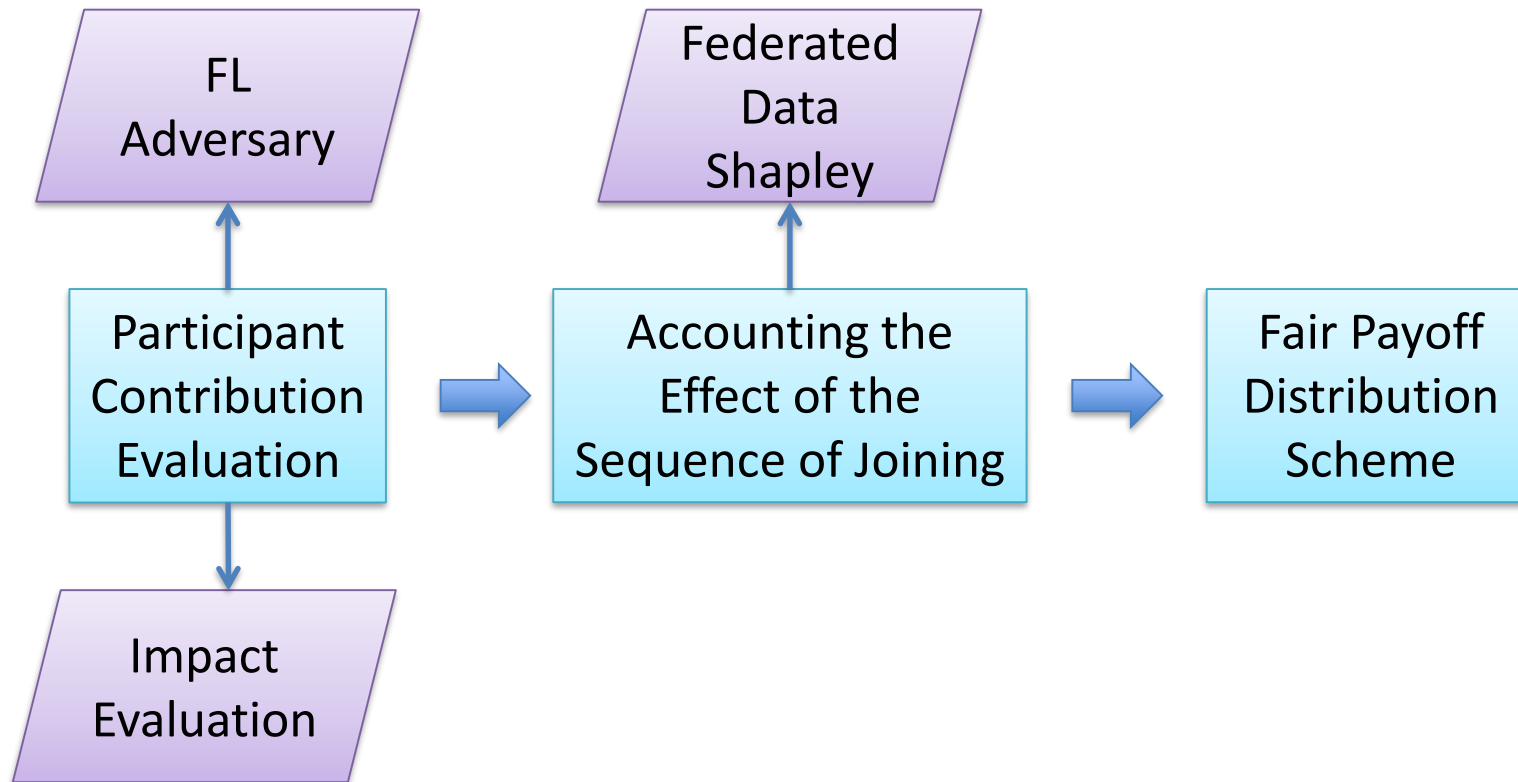 FL
Adversary
Federated
Data
Shapley
Participant
Contribution
Evaluation
Accounting the
Effect of the
Sequence of Joining
Fair Payoff
Distribution
Scheme
Impact
Evaluation